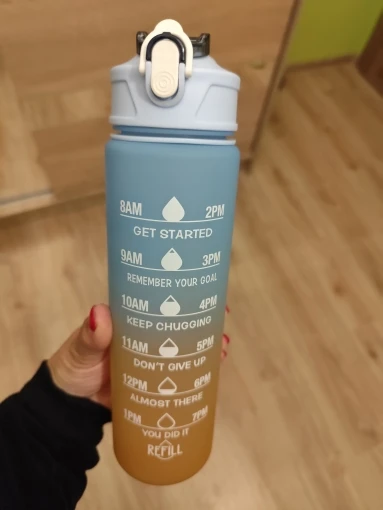 8AM 2PM
GET STARTED
9AM 3PM
REMEMBER YOUR GOAL
10AM 4PM
KEEP CHUGGING
11AM 5PM
DON'T GIVE UP
12PM 6PM
ALMOST THERE
1PM 7PM
YOU DID IT
REFILL